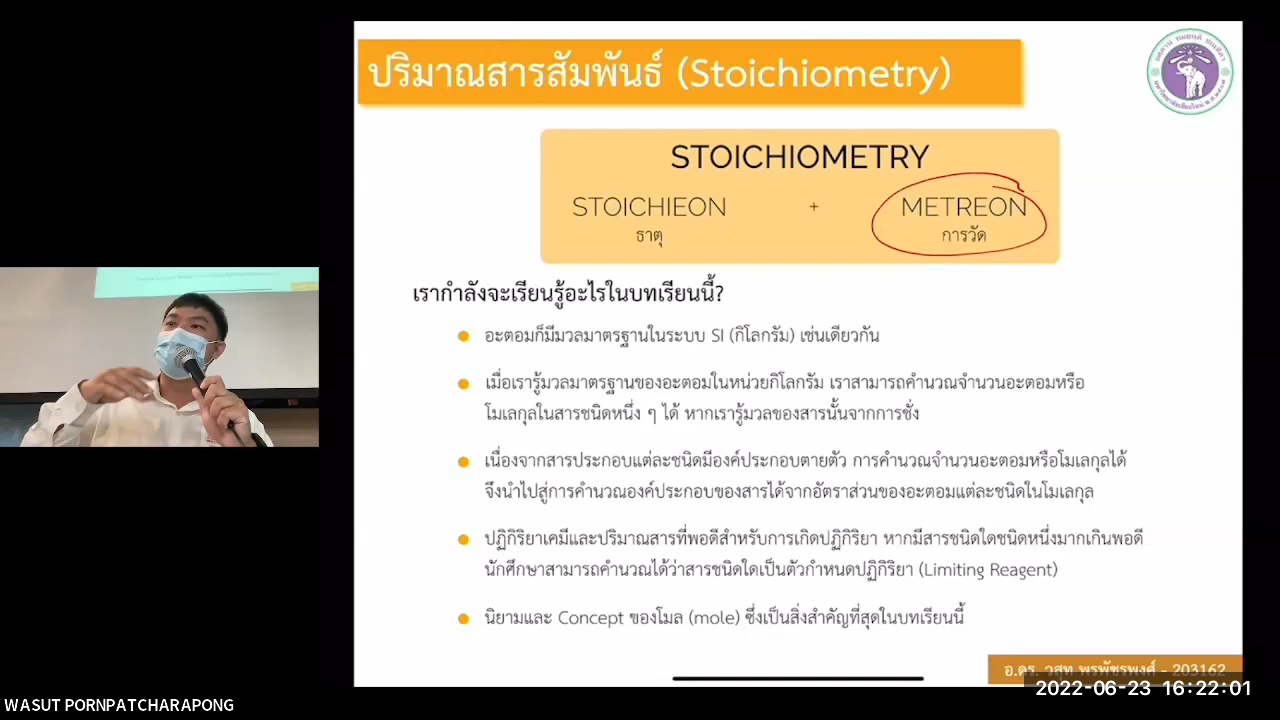 ปริมาณสารสัมพันธ์ (Stoichiometry)
STOICHIOMETRY
STOICHIEON + METREON
ธาตุ การวัด
เรากำลังจะเรียนรู้อะไรในบทเรียนนี้?
อะตอมก็มีมวลมาตรฐานในระบบ SI (กิโลกรัม) เช่นเดียวกัน
เมื่อเรารู้มวลมาตรฐานของอะตอมในหน่วยกิโลกรัม เราสามารถคำนวณจำนวนอะตอมหรือ
โมเลกุลในสารชนิดหนึ่ง ๆ ได้ หากเรารู้มวลของสารนั้นจากการชั่ง
เนื่องจากสารประกอบแต่ละชนิดมีองค์ประกอบตายตัว การคำนวณจำนวนอะตอมหรือโมเลกุลได้
จึงนำไปสู่การคำนวณองค์ประกอบของสารได้จากอัตราส่วนของอะตอมแต่ละชนิดในโมเลกุล
ปฏิกิริยาเคมีและปริมาณสารที่พอดีสำหรับการเกิดปฏิกิริยา หากมีสารชนิดใดชนิดหนึ่งมากเกินพอดี
นักศึกษาสามารถคำนวณได้ว่าสารชนิดใดเป็นตัวกำหนดปฏิกิริยา (Limiting Reagent)
นิยามและ Concept ของโมล (mole) ซึ่งเป็นสิ่งสำคัญที่สุดในบทเรียนนี้
อ.ดร. วสุท พรพัชรพงศ์ - 203162
2022-06-23 16:22:01
WASUT PORNPATCHARAPONG